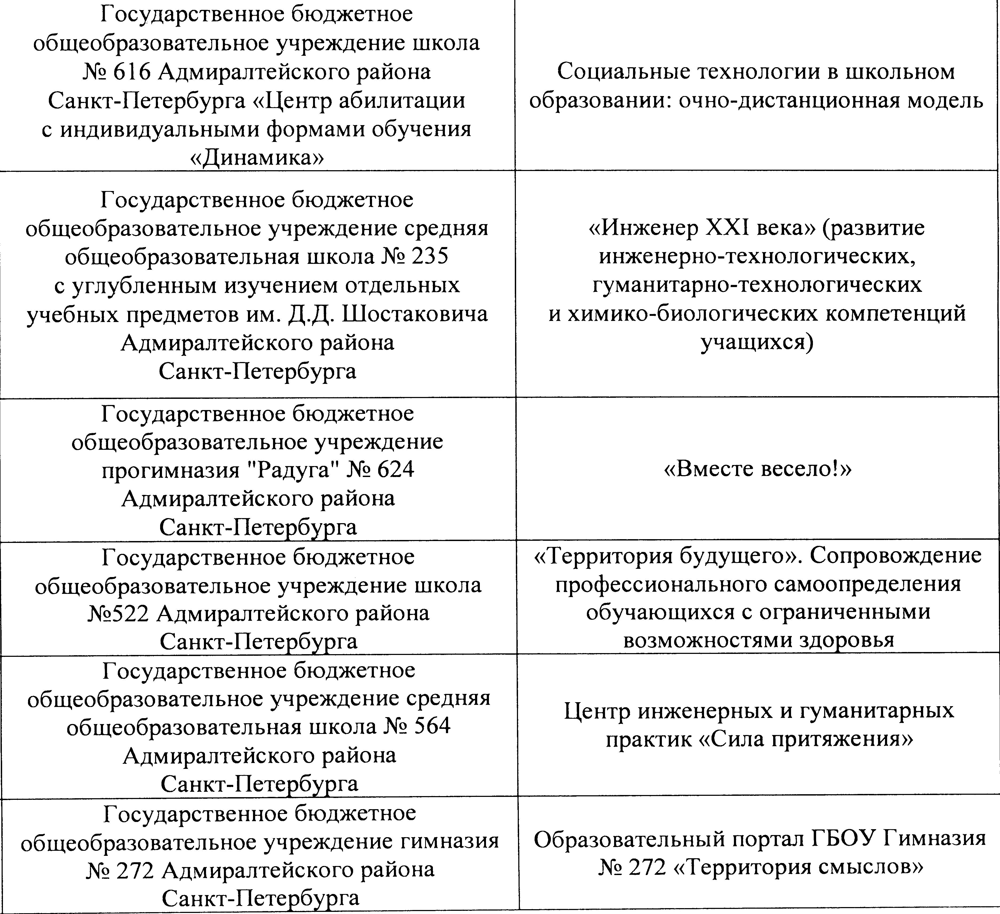 Государственное бюджетное
общеобразовательное учреждение школа
№ 616 Адмиралтейского района
Санкт-Петербурга «Центр абилитации
с индивидуальными формами обучения
«Динамика»
Социальные технологии в школьном
образовании: очно-дистанционная модель
Государственное бюджетное
общеобразовательное учреждение средняя
общеобразовательная школа № 235
с углубленным изучением отдельных
учебных предметов им. Д.Д. Шостаковича
Адмиралтейского района
Санкт-Петербурга
«Инженер XXI века» (развитие
инженерно-технологических,
гуманитарно-технологических
и химико-биологических компетенций
учащихся)
Государственное бюджетное
общеобразовательное учреждение
прогимназия "Радуга" № 624
Адмиралтейского района
Санкт-Петербурга
«Вместе весело!»
Государственное бюджетное
общеобразовательное учреждение школа
№522 Адмиралтейского района
Санкт-Петербурга
«Территория будущего». Сопровождение
профессионального самоопределения
обучающихся с ограниченными
возможностями здоровья
Государственное бюджетное
общеобразовательное учреждение средняя
общеобразовательная школа № 564
Адмиралтейского района
Санкт-Петербурга
Центр инженерных и гуманитарных
практик «Сила притяжения»
Государственное бюджетное
общеобразовательное учреждение гимназия
№ 272 Адмиралтейского района
Санкт-Петербурга
Образовательный портал ГБОУ Гимназия
№ 272 «Территория смыслов»